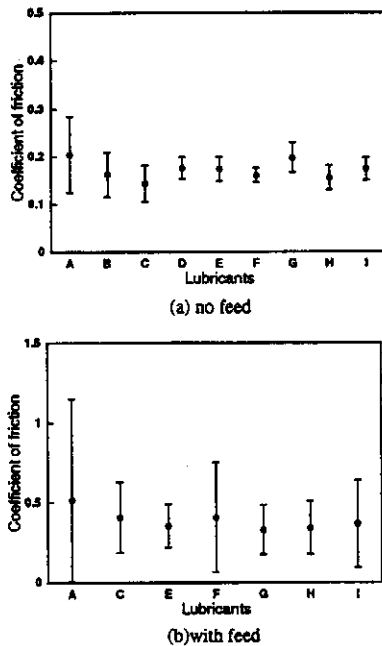 0.5
0.4
0.3
0.2
0.1
0
Coefficient of friction
A B C D E F G H I
Lubricants
(a) no feed
1.5
1
0.5
0
Coefficient of friction
A C E F G H I
Lubricants
(b)with feed